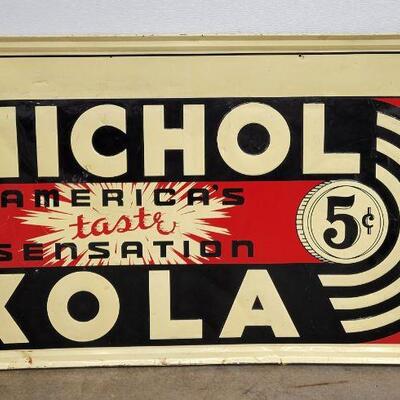 NICHOL
AMERICA'S
taste
SENSATION
5¢
KOLA